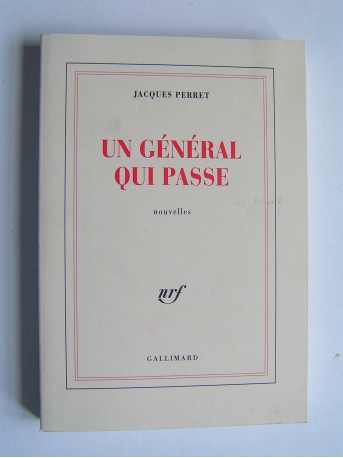 JACQUES PERRET
UN GÉNÉRAL
QUI PASSE
nouvelles
nrf
GALLIMARD